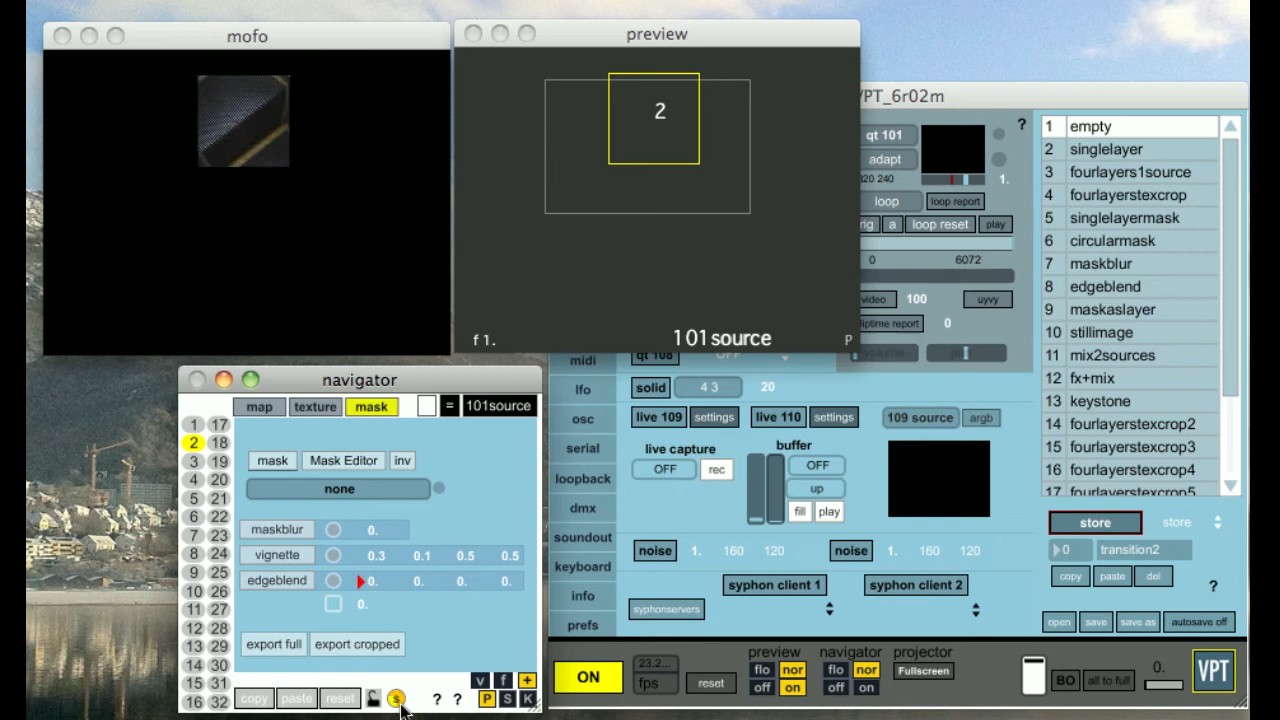 mofo
preview
2
f 1.
101source
P
VPT_6r02m
qt 101
?
adapt
320 240
1.
loop
loop report
a
loop reset
play
0
6072
video
100
uyvy
0
1 empty
2 singlelayer
3 fourlayers1source
4 fourlayerstexcrop
5 singlelayermask
6 circularmask
7 maskblur
8 edgeblend
9 maskaslayer
10 stillimage
11 mix2sources
12 fx+mix
13 keystone
14 fourlayerstexcrop2
15 fourlayerstexcrop3
16 fourlayerstexcrop4
17 fourlayerstexcrop5
store
store
0
transition2
copy
paste
del
?
open
save
save as
autosave off
midi
lfo
osc
serial
loopback
dmx
soundout
keyboard
info
prefs
qt 108
OFF
solid
4 3
20
live 109
settings
live 110
settings
109 source
argb
live capture
OFF
rec
buffer
OFF
up
fill
play
noise
1. 160 120
noise
1. 160 120
syphon client 1
syphon client 2
syphonservers
ON
23.2...
fps
reset
preview
flo nor
off on
navigator
flo nor
off on
projector
Fullscreen
BO
all to full
0.
VPT
navigator
map
texture
mask
=
101source
1 17
2 18
3 19
4 20
5 21
6 22
7 23
8 24
9 25
10 26
11 27
12 28
13 29
14 30
15 31
16 32
mask
Mask Editor
inv
none
maskblur
0.
vignette
0.3 0.1 0.5 0.5
edgeblend
0. 0. 0. 0.
0.
export full
export cropped
v f +
copy
paste
reset
s
? ?
P S K